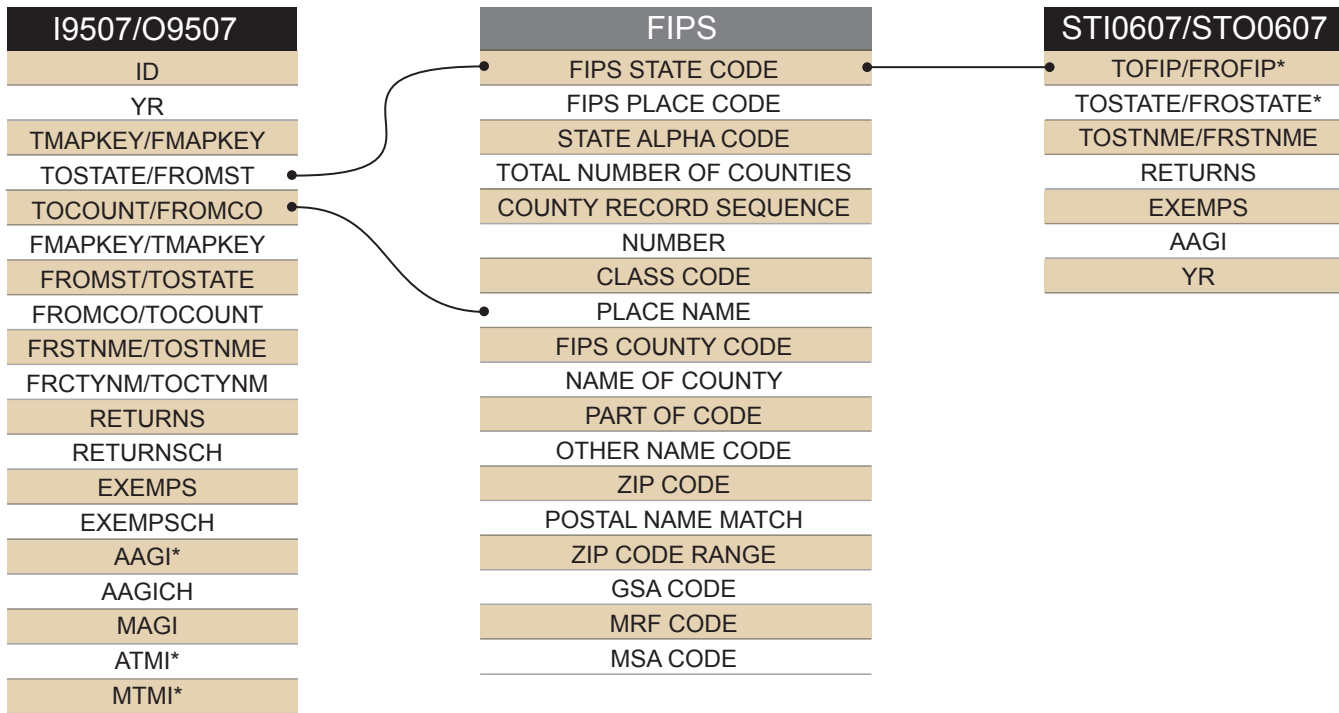 I9507/O9507
ID
YR
TMAPKEY/FMAPKEY
TOSTATE/FROMST
TOCOUNT/FROMCO
FMAPKEY/TMAPKEY
FROMST/TOSTATE
FROMCO/TOCOUNT
FRSTNME/TOSTNME
FRCTYNM/TOCTYNM
RETURNS
RETURNSCH
EXEMPS
EXEMPSCH
AAGI*
AAGICH
MAGI
ATMI*
MTMI*
FIPS
FIPS STATE CODE
FIPS PLACE CODE
STATE ALPHA CODE
TOTAL NUMBER OF COUNTIES
COUNTY RECORD SEQUENCE
NUMBER
CLASS CODE
PLACE NAME
FIPS COUNTY CODE
NAME OF COUNTY
PART OF CODE
OTHER NAME CODE
ZIP CODE
POSTAL NAME MATCH
ZIP CODE RANGE
GSA CODE
MRF CODE
MSA CODE
STI0607/STO0607
TOFIP/FROFIP*
TOSTATE/FROSTATE*
TOSTNME/FRSTNME
RETURNS
EXEMPS
AAGI
YR